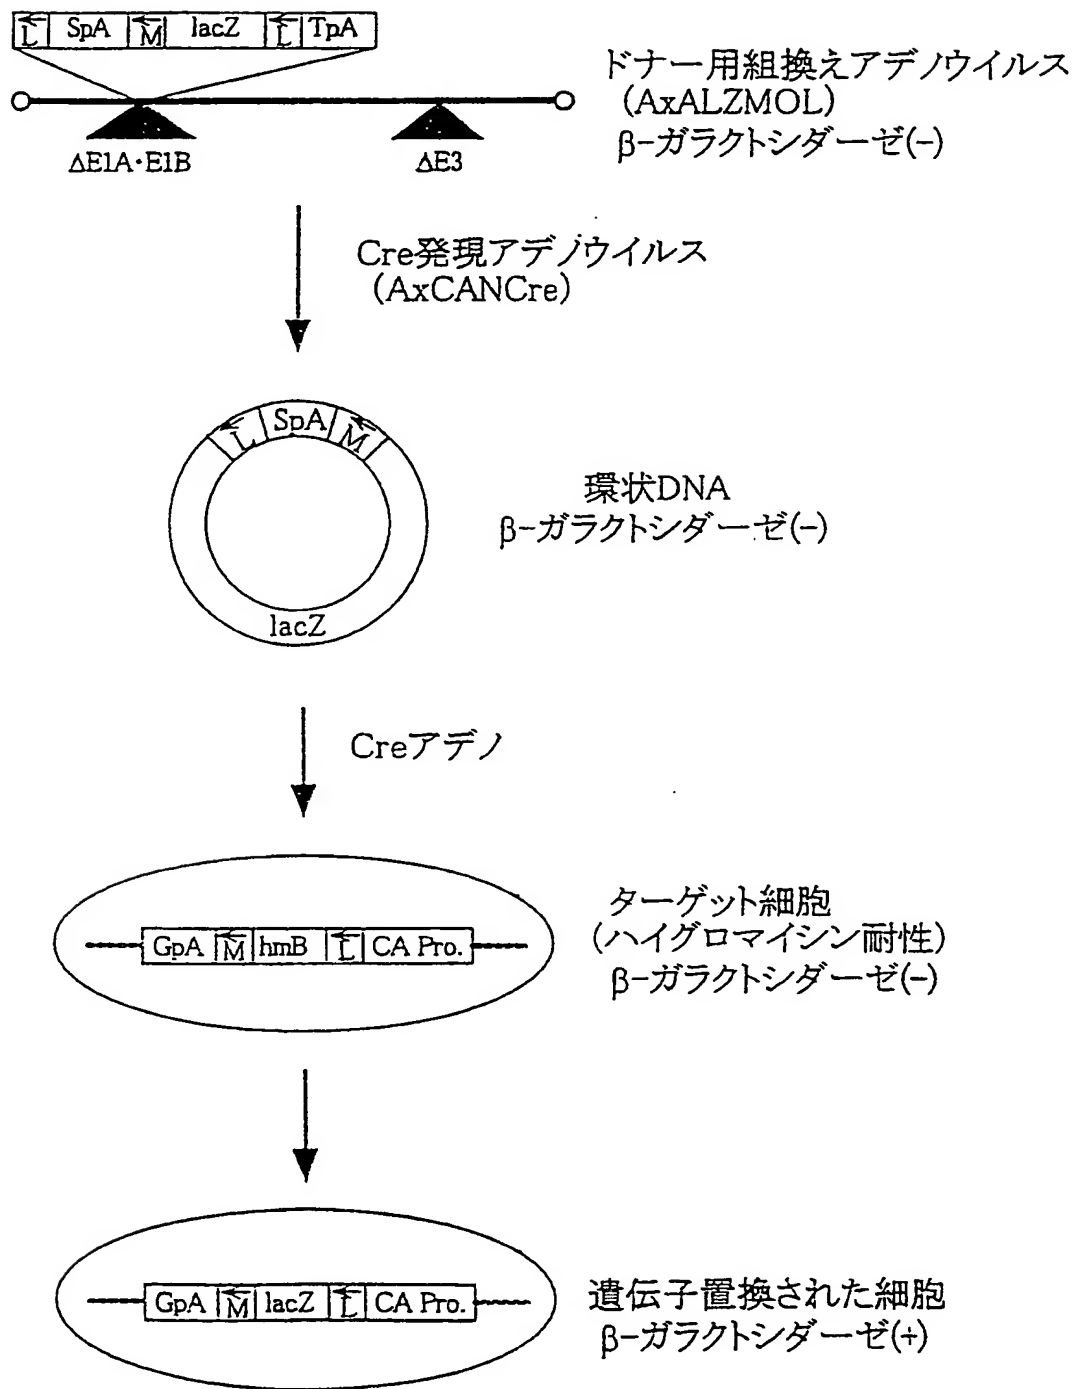 L SpA M lacZ L TpA
ドナー用組換えアデノウイルス
(AxALZMOL)
β-ガラクトシダーゼ(-)
ΔE1A·E1B
ΔE3
Cre発現アデノウイルス
(AxCANCre)
L SpA M
lacZ
環状DNA
β-ガラクトシダーゼ(-)
Creアデノ
GpA M hmB L CA Pro.
ターゲット細胞
(ハイグロマイシン耐性)
β-ガラクトシダーゼ(-)
GpA M lacZ L CA Pro.
遺伝子置換された細胞
β-ガラクトシダーゼ(+)